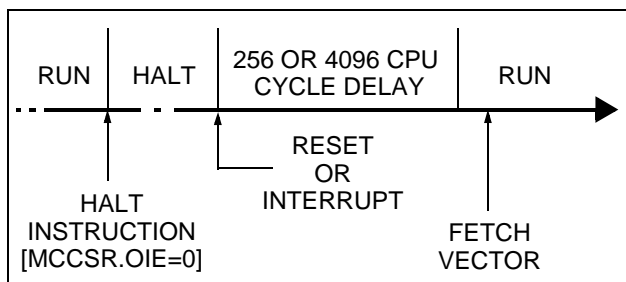 RUN
HALT
256 OR 4096 CPU
CYCLE DELAY
RUN
RESET
OR
INTERRUPT
HALT
INSTRUCTION
[MCCSR.OIE=0]
FETCH
VECTOR